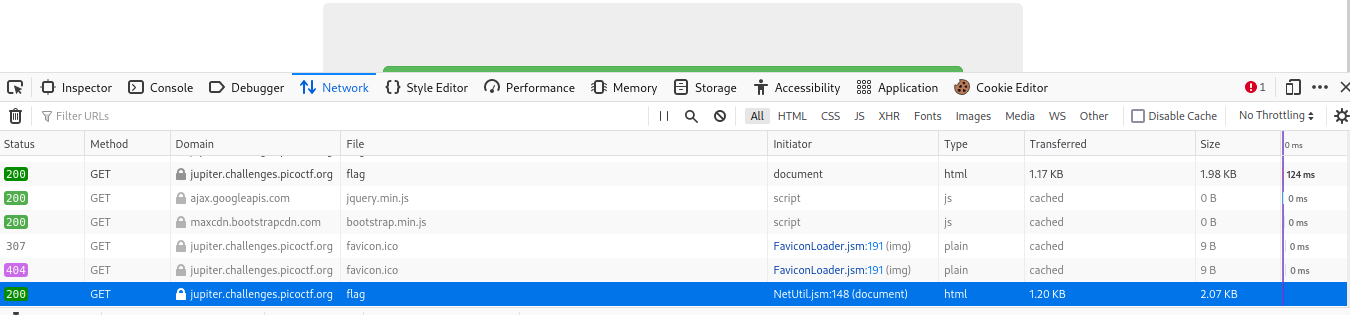 Inspector Console Debugger Network Style Editor Performance Memory Storage Accessibility Application Cookie Editor 1
Filter URLs All HTML CSS JS XHR Fonts Images Media WS Other Disable Cache No Throttling
Status Method Domain File Initiator Type Transferred Size 0 ms
200 GET jupiter.challenges.picoctf.org flag document html 1.17 KB 1.98 KB 124 ms
200 GET ajax.googleapis.com jquery.min.js script js cached 0 B 0 ms
200 GET maxcdn.bootstrapcdn.com bootstrap.min.js script js cached 0 B 0 ms
307 GET jupiter.challenges.picoctf.org favicon.ico FaviconLoader.jsm:191 (img) plain cached 9 B 0 ms
404 GET jupiter.challenges.picoctf.org favicon.ico FaviconLoader.jsm:191 (img) plain cached 9 B 0 ms
200 GET jupiter.challenges.picoctf.org flag NetUtil.jsm:148 (document) html 1.20 KB 2.07 KB